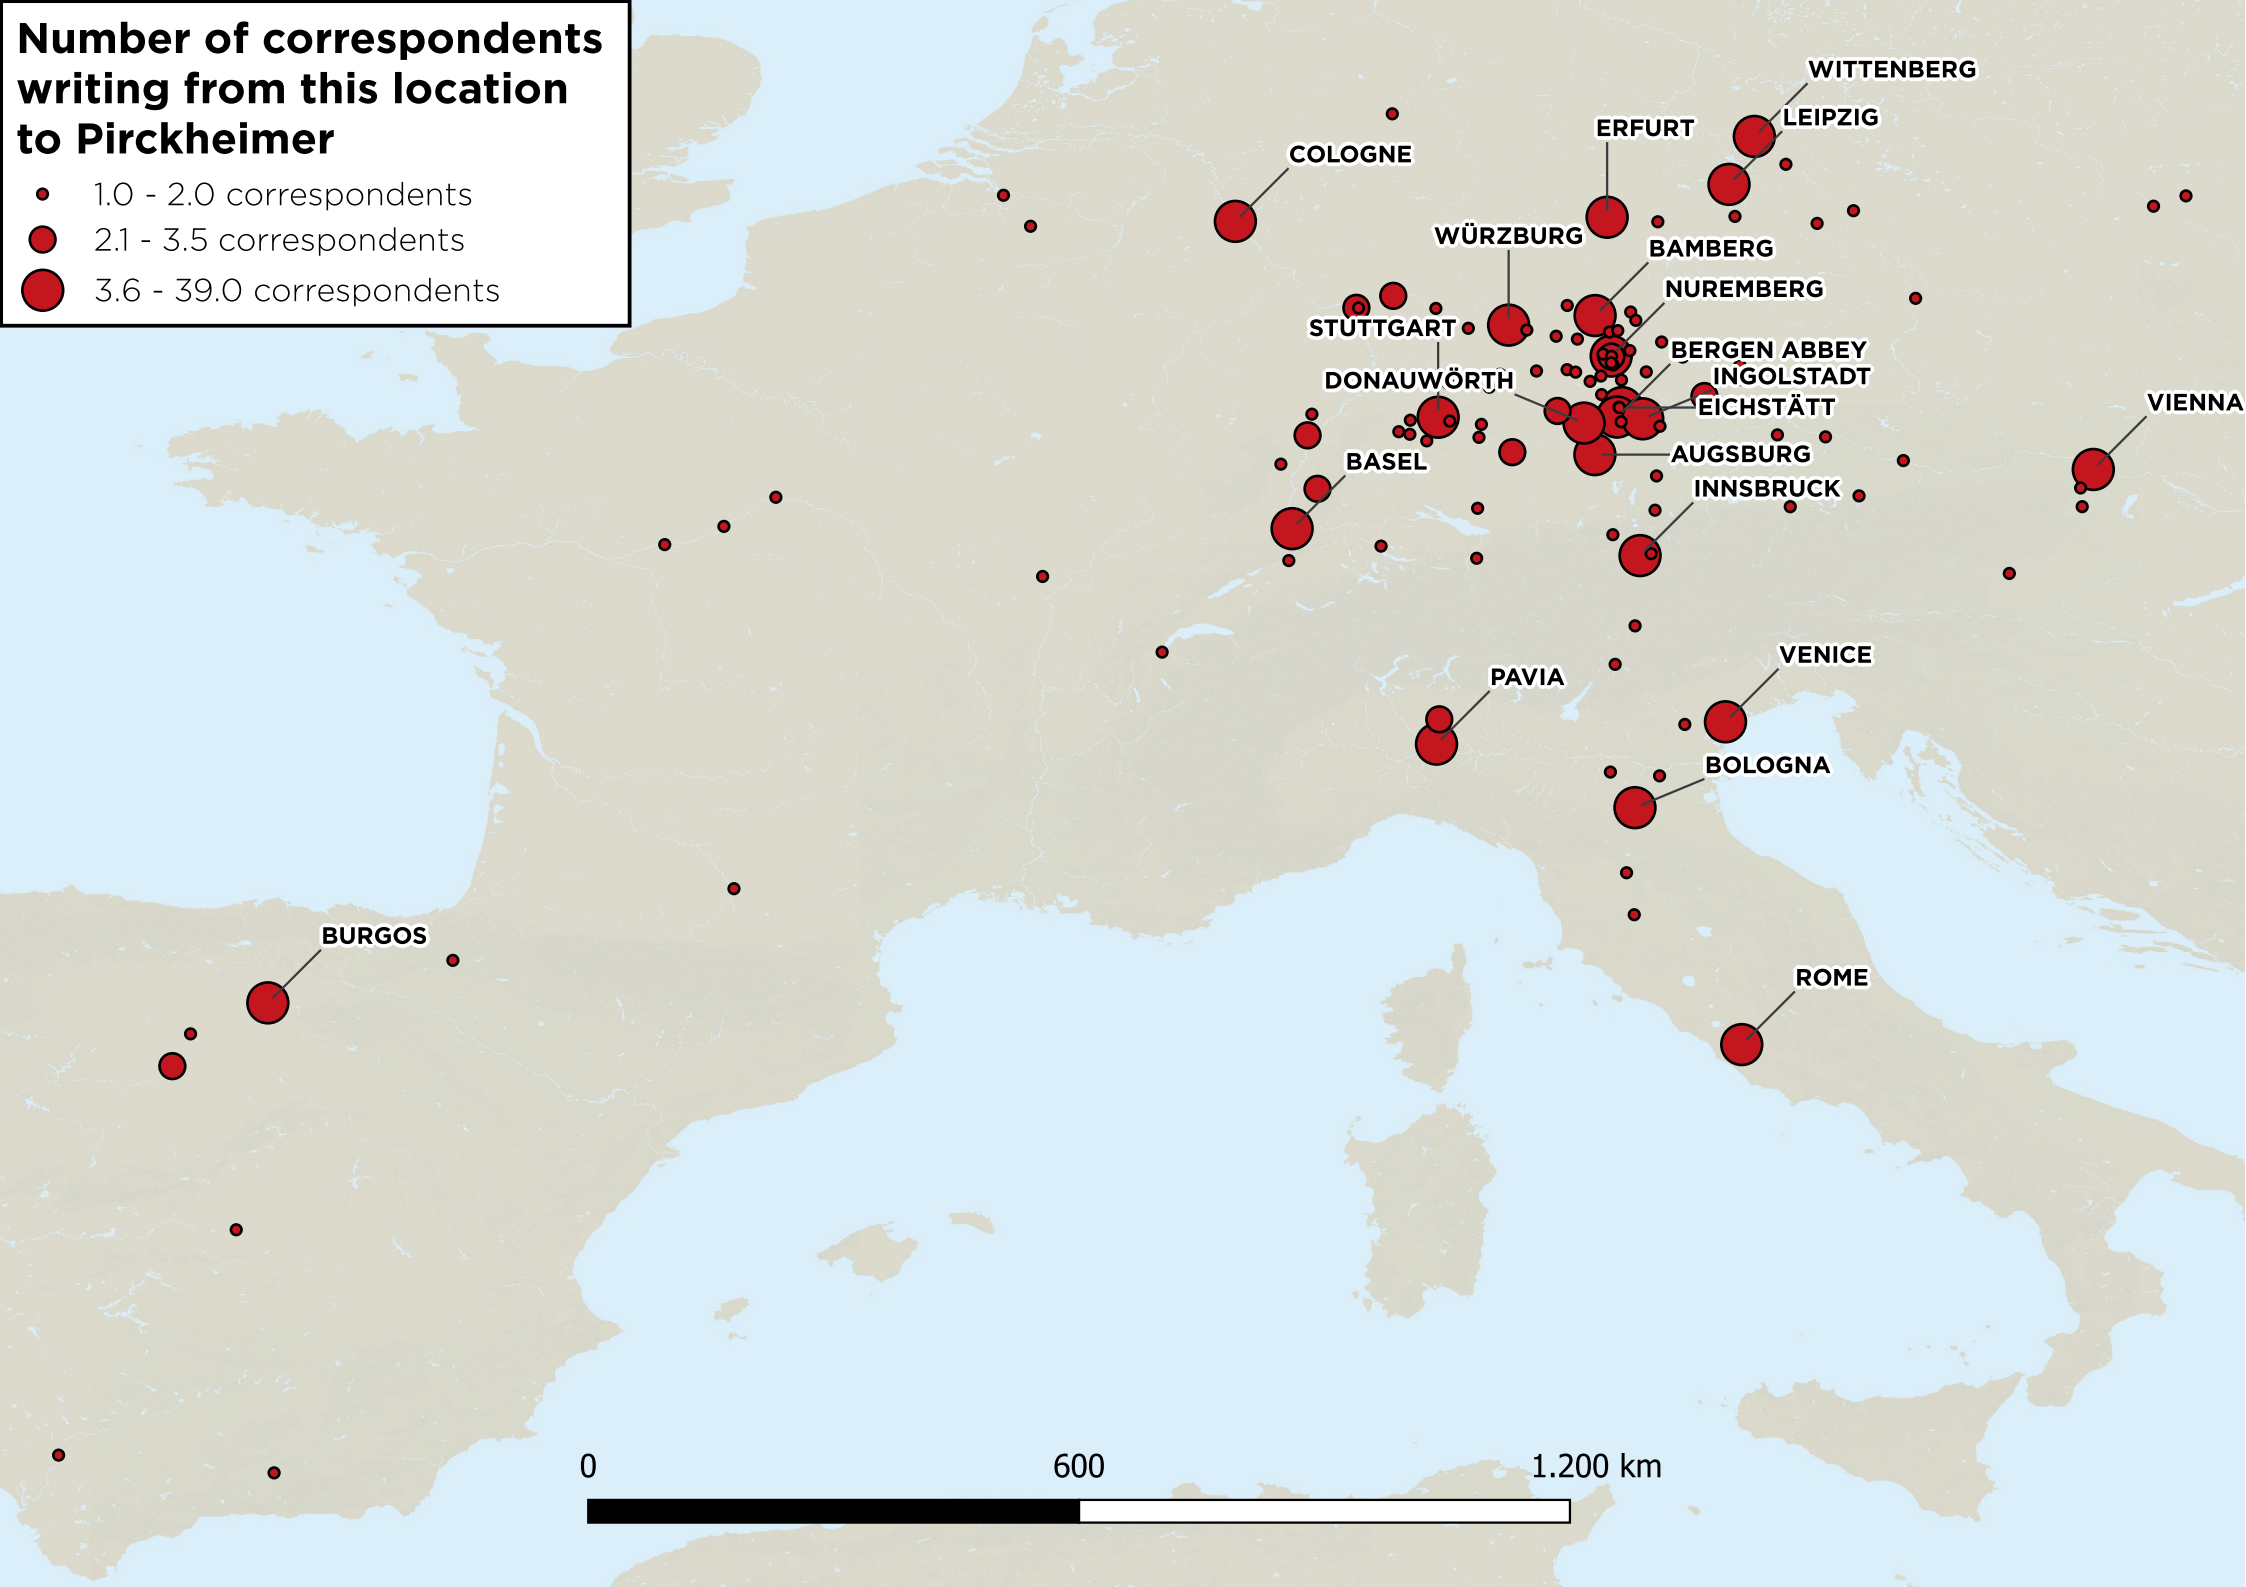 Number of correspondents
writing from this location
to Pirckheimer
1.0 - 2.0 correspondents
2.1 - 3.5 correspondents
3.6 - 39.0 correspondents
WITTENBERG
LEIPZIG
ERFURT
COLOGNE
WÜRZBURG
BAMBERG
NUREMBERG
STUTTGART
BERGEN ABBEY
INGOLSTADT
DONAUWÖRTH
EICHSTÄTT
VIENNA
AUGSBURG
BASEL
INNSBRUCK
VENICE
PAVIA
BOLOGNA
BURGOS
ROME
0 600 1.200 km